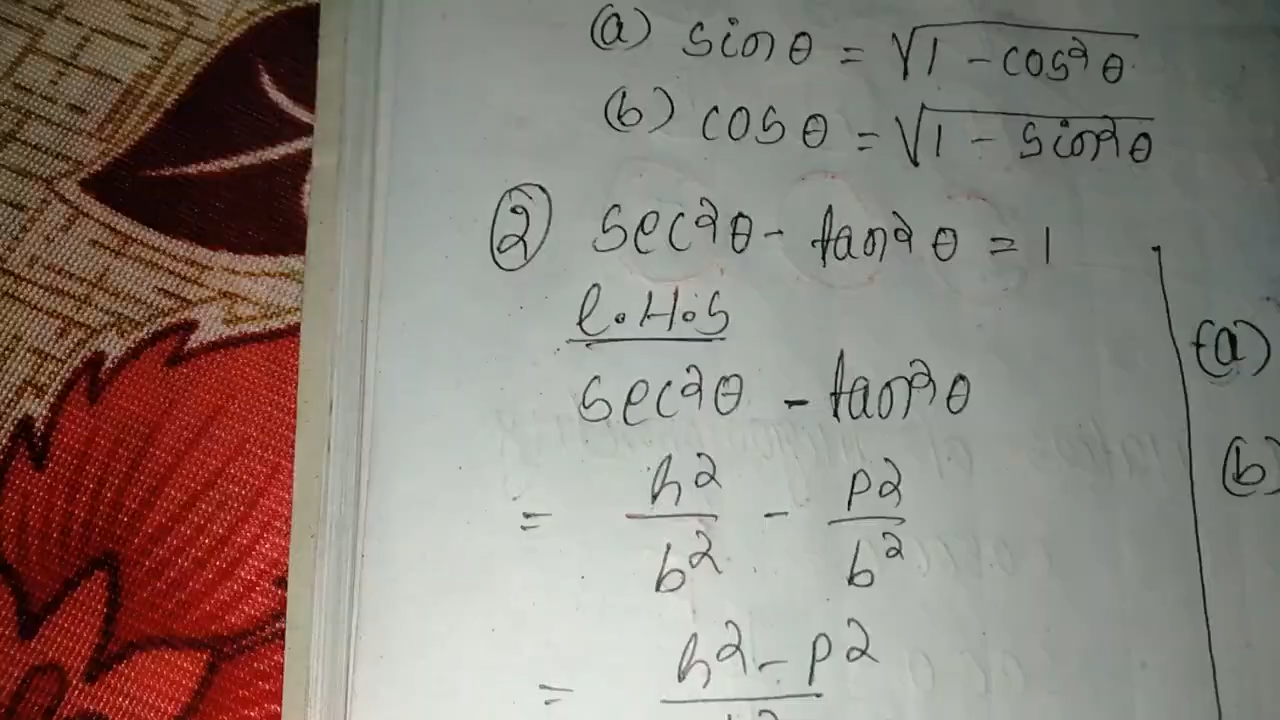 (a) sinθ = √1 - cos²θ
(b) cosθ = √1 - sin²θ
② sec²θ - tan²θ = 1
L.H.S
sec²θ - tan²θ
= h²/b² - p²/b²
= h² - p²
(a)
(b)